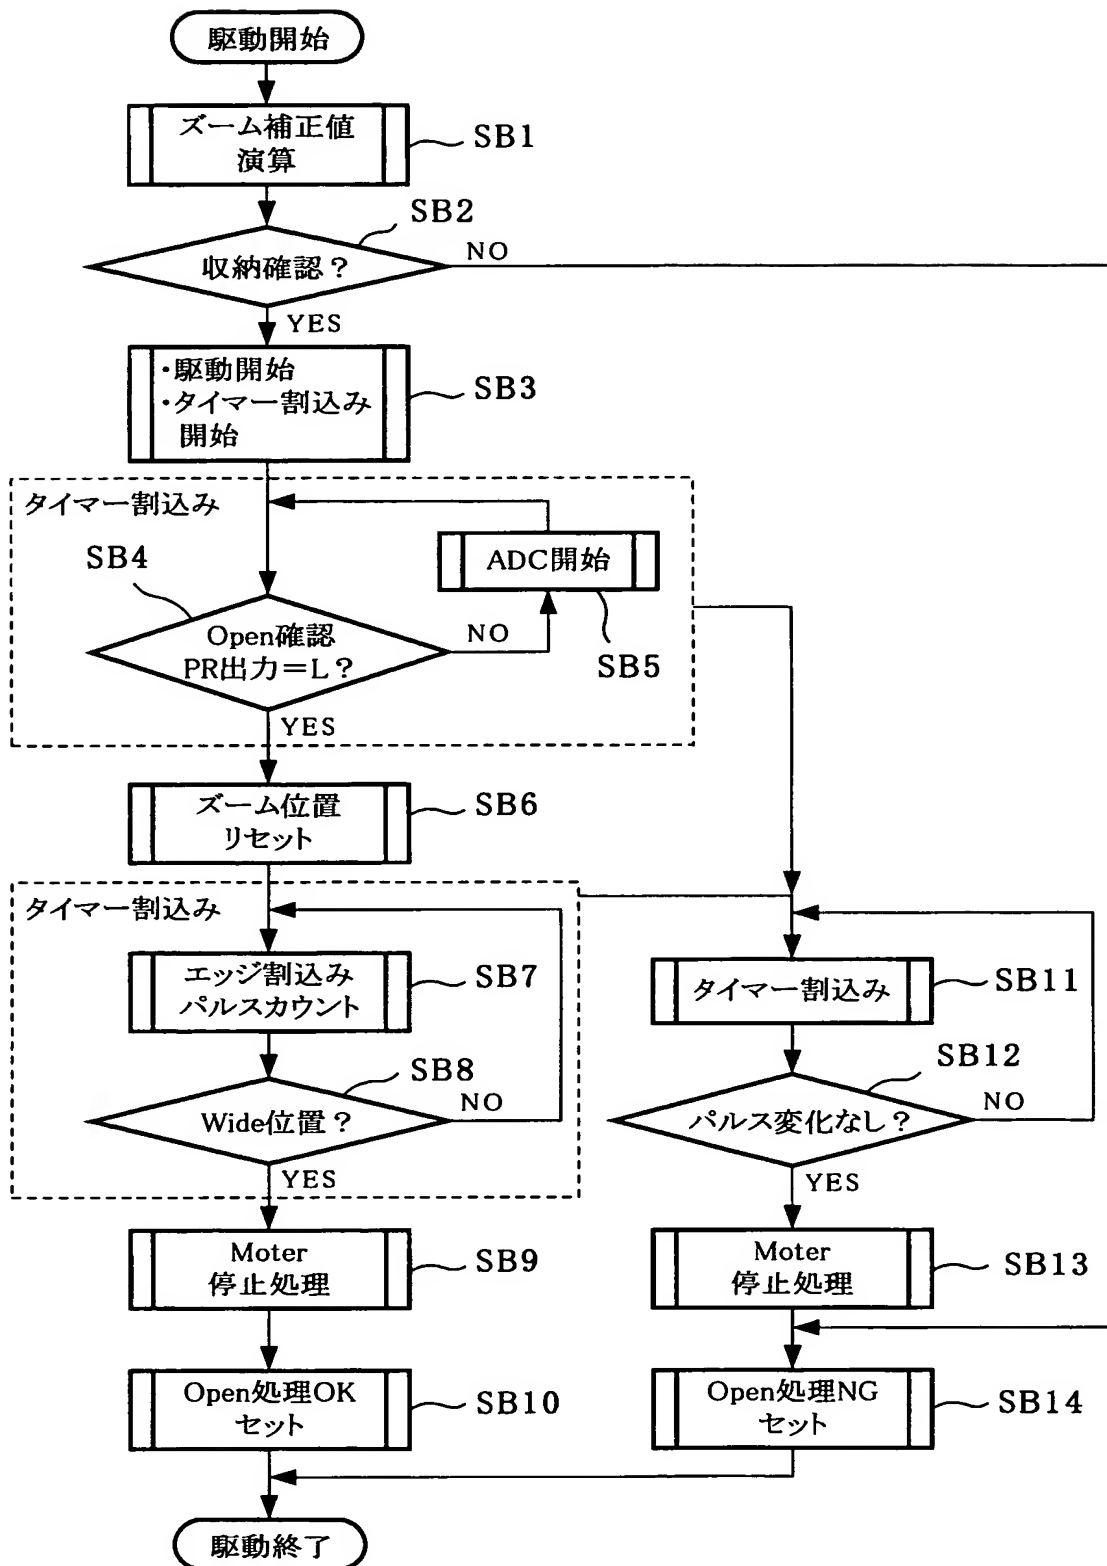 駆動開始
ズーム補正値
演算
SB1
SB2
収納確認？
NO
YES
・駆動開始
・タイマー割込み
開始
SB3
タイマー割込み
SB4
ADC開始
SB5
Open確認
PR出力＝L？
NO
YES
ズーム位置
リセット
SB6
タイマー割込み
エッジ割込み
パルスカウント
SB7
SB8
Wide位置？
NO
YES
Moter
停止処理
SB9
Open処理OK
セット
SB10
タイマー割込み
SB11
SB12
パルス変化なし？
NO
YES
Moter
停止処理
SB13
Open処理NG
セット
SB14
駆動終了